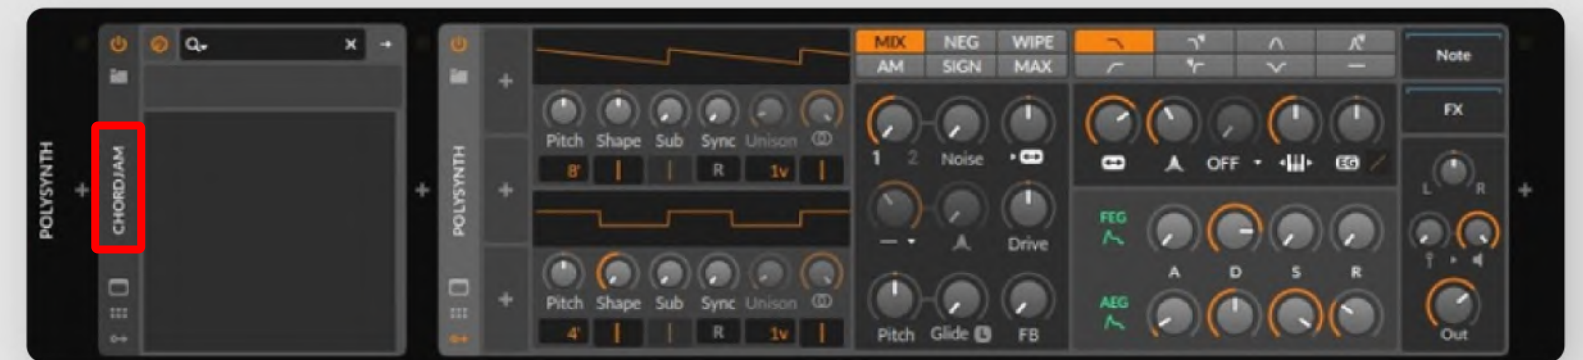 POLYSYNTH
CHORDJAM
POLYSYNTH
Pitch Shape Sub Sync Unison
8' R 1v
Pitch Shape Sub Sync Unison
4' R 1v
MIX NEG WIPE
AM SIGN MAX
1 2 Noise
Drive
Pitch Glide L FB
OFF EG
FEG
A D S R
AEG
Note
FX
L R
Out